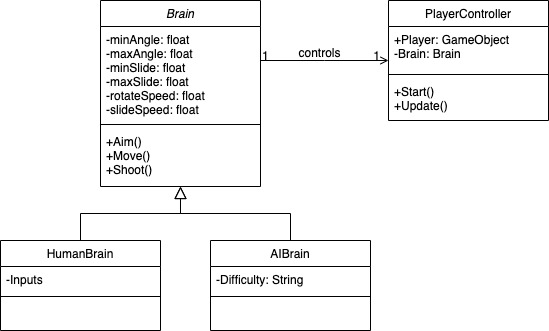 Brain
-minAngle: float
-maxAngle: float
-minSlide: float
-maxSlide: float
-rotateSpeed: float
-slideSpeed: float
+Aim()
+Move()
+Shoot()
1
controls
1
PlayerController
+Player: GameObject
-Brain: Brain
+Start()
+Update()
HumanBrain
-Inputs
AIBrain
-Difficulty: String